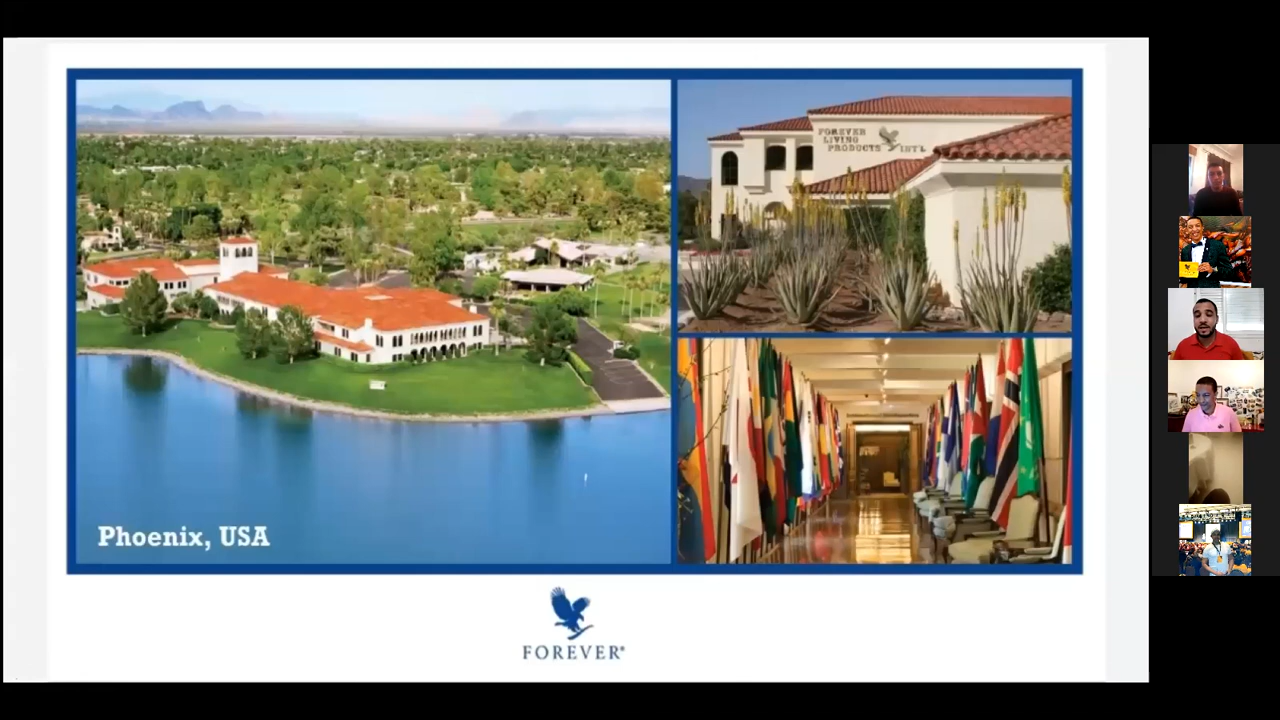 Phoenix, USA
FOREVER
LIVING
PRODUCTS INT'L
FOREVER®